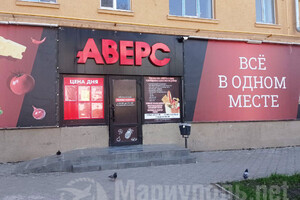 АВЕРС
ЦЕНА ДНЯ
ВСЁ
В ОДНОМ
МЕСТЕ
Мариуполь.net